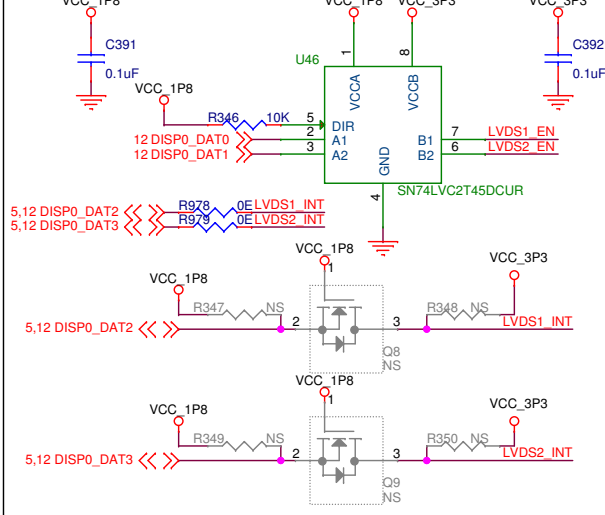 VCC_1P8
VCC_1P8
VCC_3P3
VCC_3P3
C391
0.1uF
U46
1
8
VCCA
VCCB
C392
0.1uF
VCC_1P8
R346
10K
5
DIR
12 DISP0_DAT0
2
A1
B1
7
LVDS1_EN
12 DISP0_DAT1
3
A2
B2
6
LVDS2_EN
GND
4
SN74LVC2T45DCUR
5,12 DISP0_DAT2
R978
0E
LVDS1_INT
5,12 DISP0_DAT3
R979
0E
LVDS2_INT
VCC_1P8
1
VCC_1P8
VCC_3P3
R347
NS
R348
NS
5,12 DISP0_DAT2
2
3
LVDS1_INT
Q8
NS
VCC_1P8
1
VCC_1P8
VCC_3P3
R349
NS
R350
NS
5,12 DISP0_DAT3
2
3
LVDS2_INT
Q9
NS